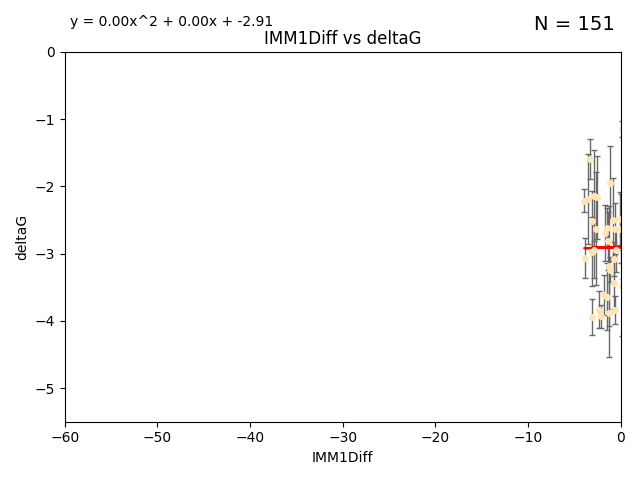 y = 0.00x^2 + 0.00x + -2.91
N = 151
IMM1Diff vs deltaG
0
−1
−2
−3
−4
−5
deltaG
−60 −50 −40 −30 −20 −10 0
IMM1Diff